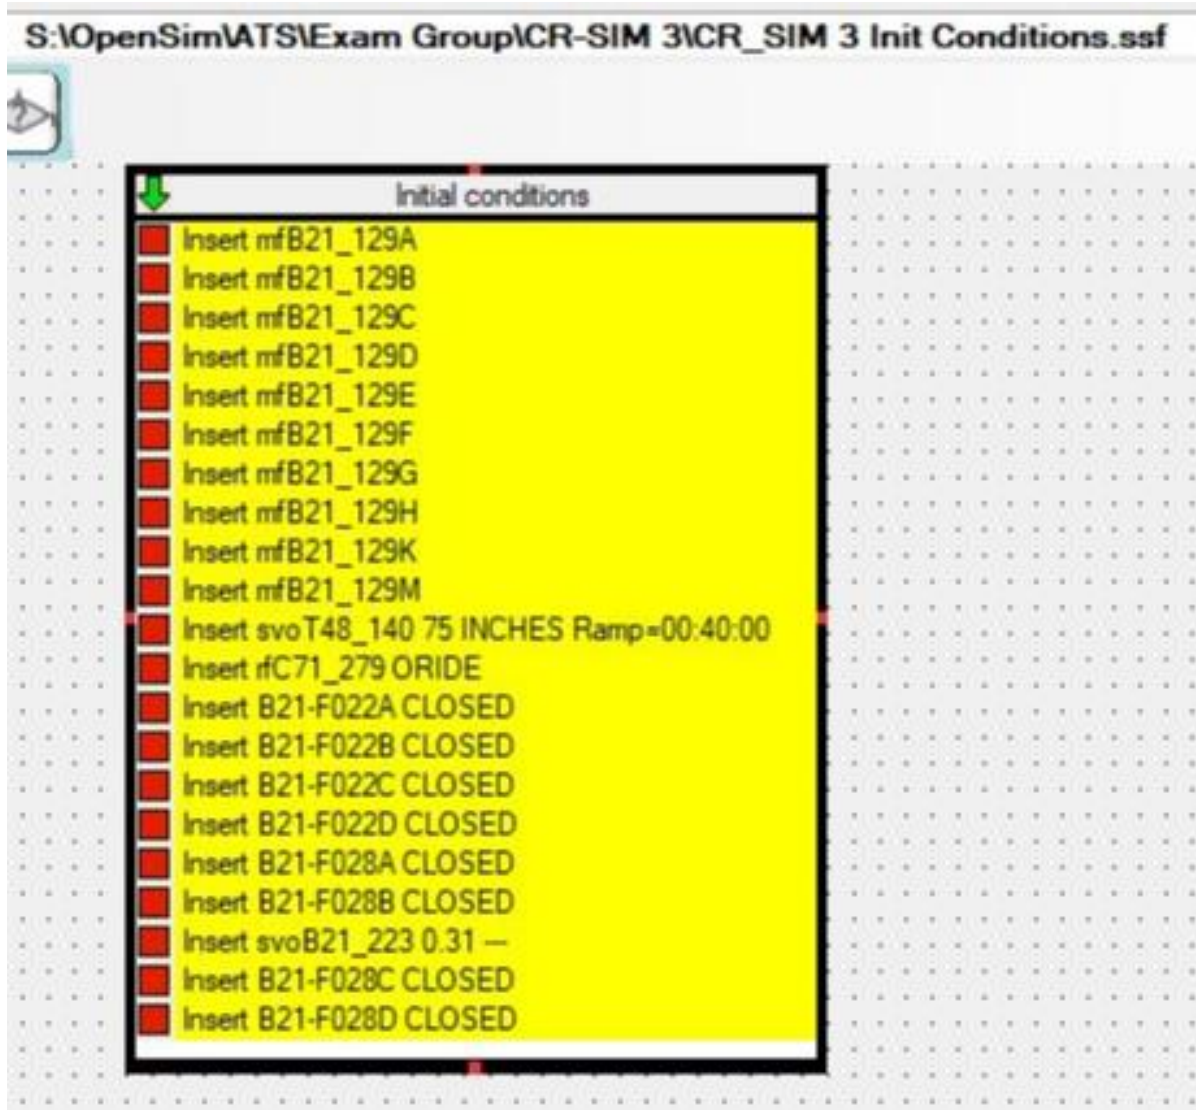 S:\OpenSim\ATS\Exam Group\CR-SIM 3\CR_SIM 3 Init Conditions.ssf
?
Initial conditions
Insert mfB21_129A
Insert mfB21_129B
Insert mfB21_129C
Insert mfB21_129D
Insert mfB21_129E
Insert mfB21_129F
Insert mfB21_129G
Insert mfB21_129H
Insert mfB21_129K
Insert mfB21_129M
Insert svoT48_140 75 INCHES Ramp=00:40:00
Insert rfC71_279 ORIDE
Insert B21-F022A CLOSED
Insert B21-F022B CLOSED
Insert B21-F022C CLOSED
Insert B21-F022D CLOSED
Insert B21-F028A CLOSED
Insert B21-F028B CLOSED
Insert svoB21_223 0.31 ---
Insert B21-F028C CLOSED
Insert B21-F028D CLOSED